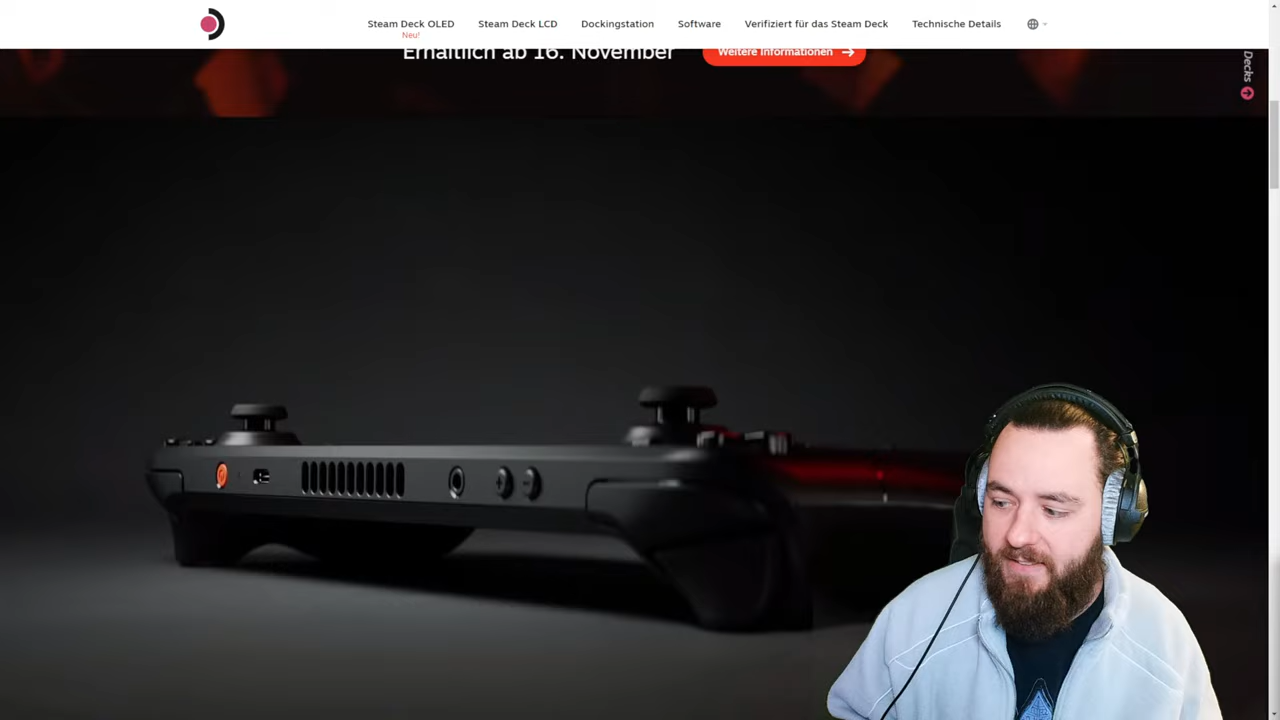 Steam Deck OLED
Neu!
Steam Deck LCD
Dockingstation
Software
Verifiziert für das Steam Deck
Technische Details
Erhältlich ab 16. November
Weitere Informationen
Decks